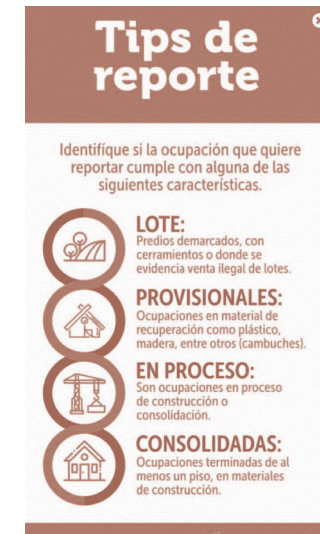 Tips de
reporte
Identifíque si la ocupación que quiere
reportar cumple con alguna de las
siguientes características.
LOTE:
Predios demarcados, con
cerramientos o donde se
evidencia venta ilegal de lotes.
PROVISIONALES:
Ocupaciones en material de
recuperación como plástico,
madera, entre otros (cambuches).
EN PROCESO:
Son ocupaciones en proceso
de construcción o
consolidación.
CONSOLIDADAS:
Ocupaciones terminadas de al
menos un piso, en materiales
de construcción.